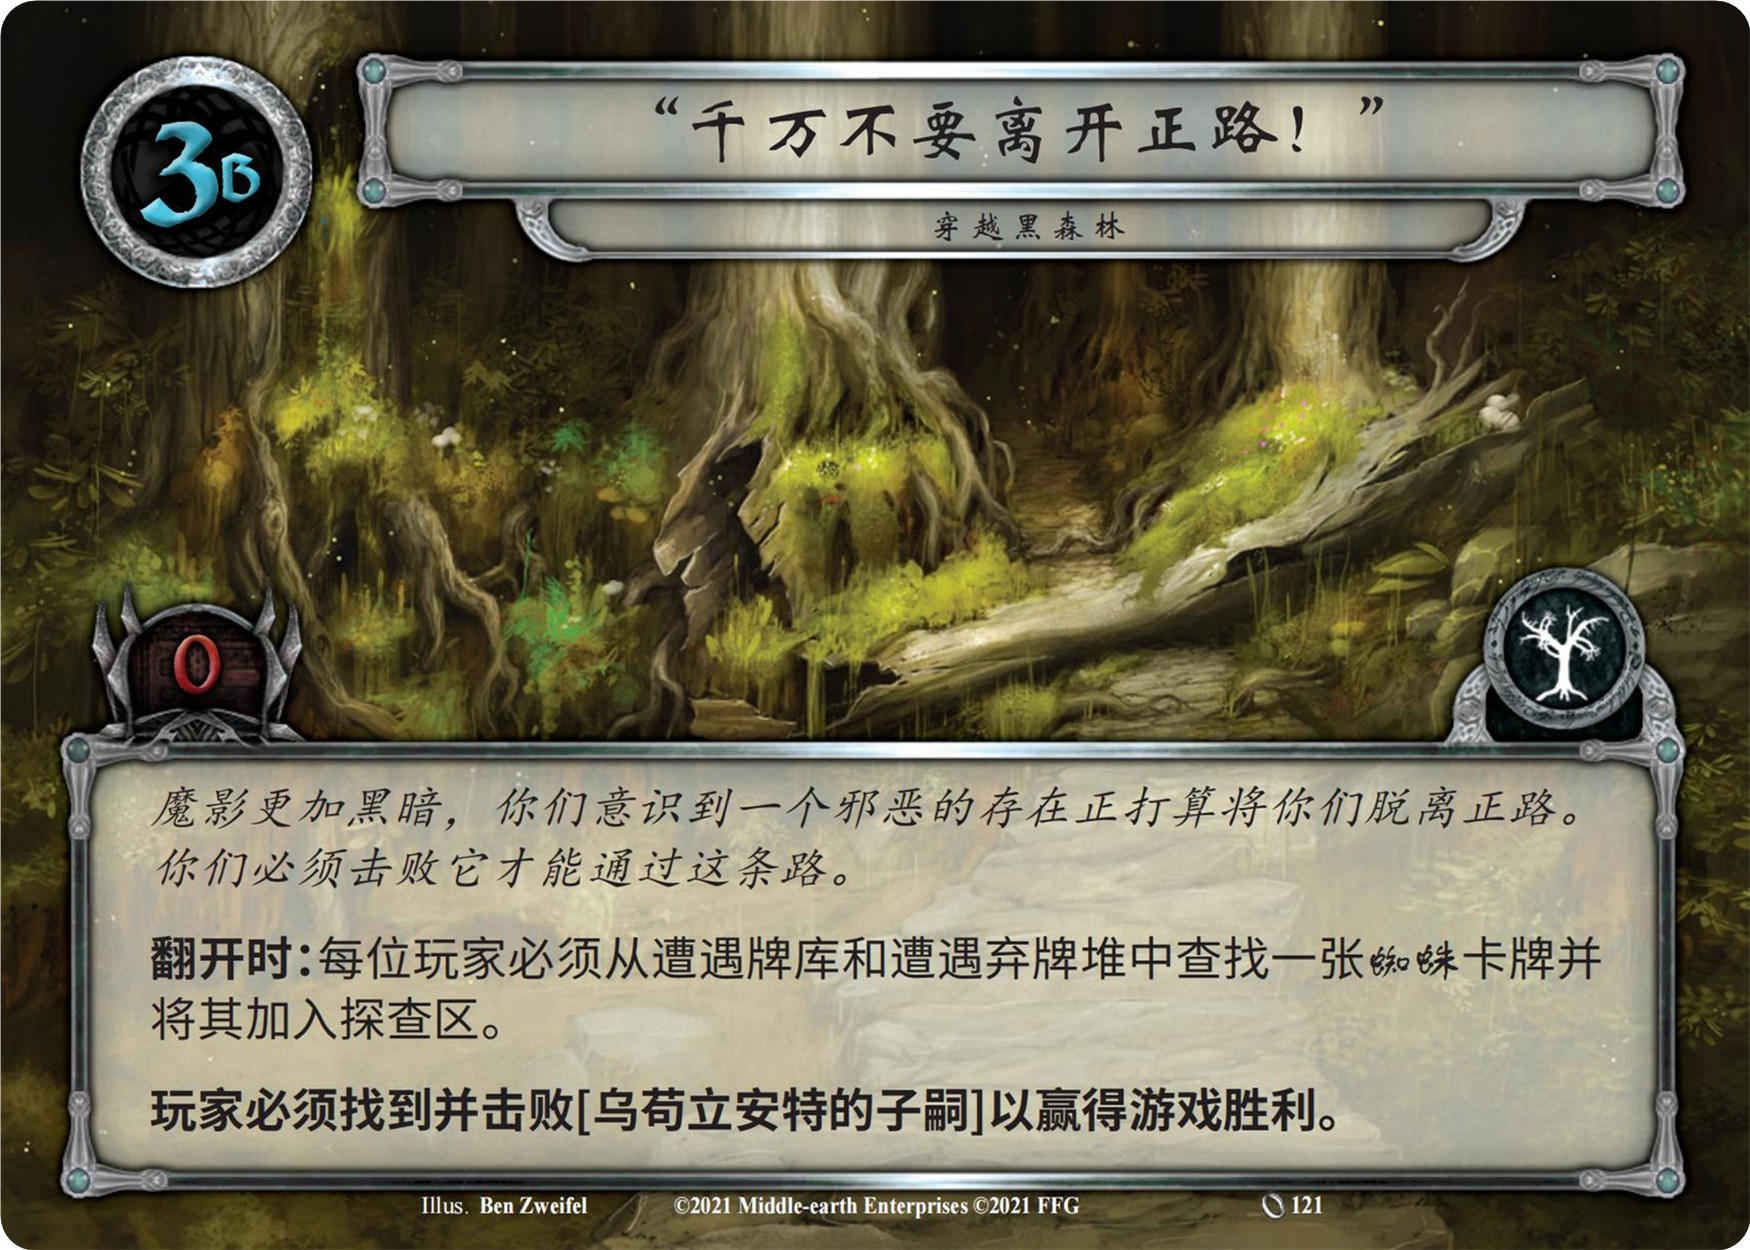 3B
“千万不要离开正路！”
穿越黑森林
0
魔影更加黑暗，你们意识到一个邪恶的存在正打算将你们脱离正路。
你们必须击败它才能通过这条路。
翻开时：每位玩家必须从遭遇牌库和遭遇弃牌堆中查找一张蜘蛛卡牌并
将其加入探查区。
玩家必须找到并击败[乌苟立安特的子嗣]以赢得游戏胜利。
Illus. Ben Zweifel ©2021 Middle-earth Enterprises ©2021 FFG 121